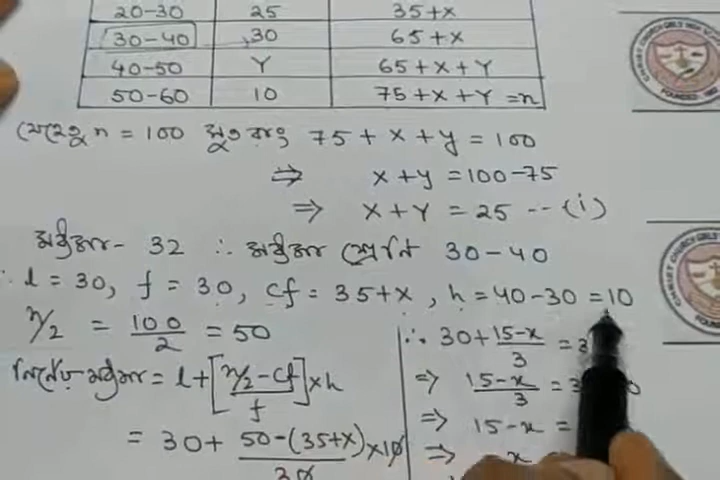 20-30 25 35+x
30-40 30 65+x
40-50 Y 65+x+Y
50-60 10 75+x+Y=n
যেহেতু n = 100 সুতরাং 75+x+y=100
⇒ x+y=100-75
⇒ x+Y = 25 --- (i)
মধ্যমা- 32 ∴ মধ্যমা শ্রেণি 30-40
∴ l = 30, f = 30, cf = 35+x, h = 40-30 = 10
n/2 = 100/2 = 50
নির্ণেয় মধ্যমা = l+[n/2-cf/f]×h
= 30+ 50-(35+x)/30 ×10
∴ 30+15-x/3 = 3
⇒ 15-x/3 = 3
⇒ 15-x =
⇒ x